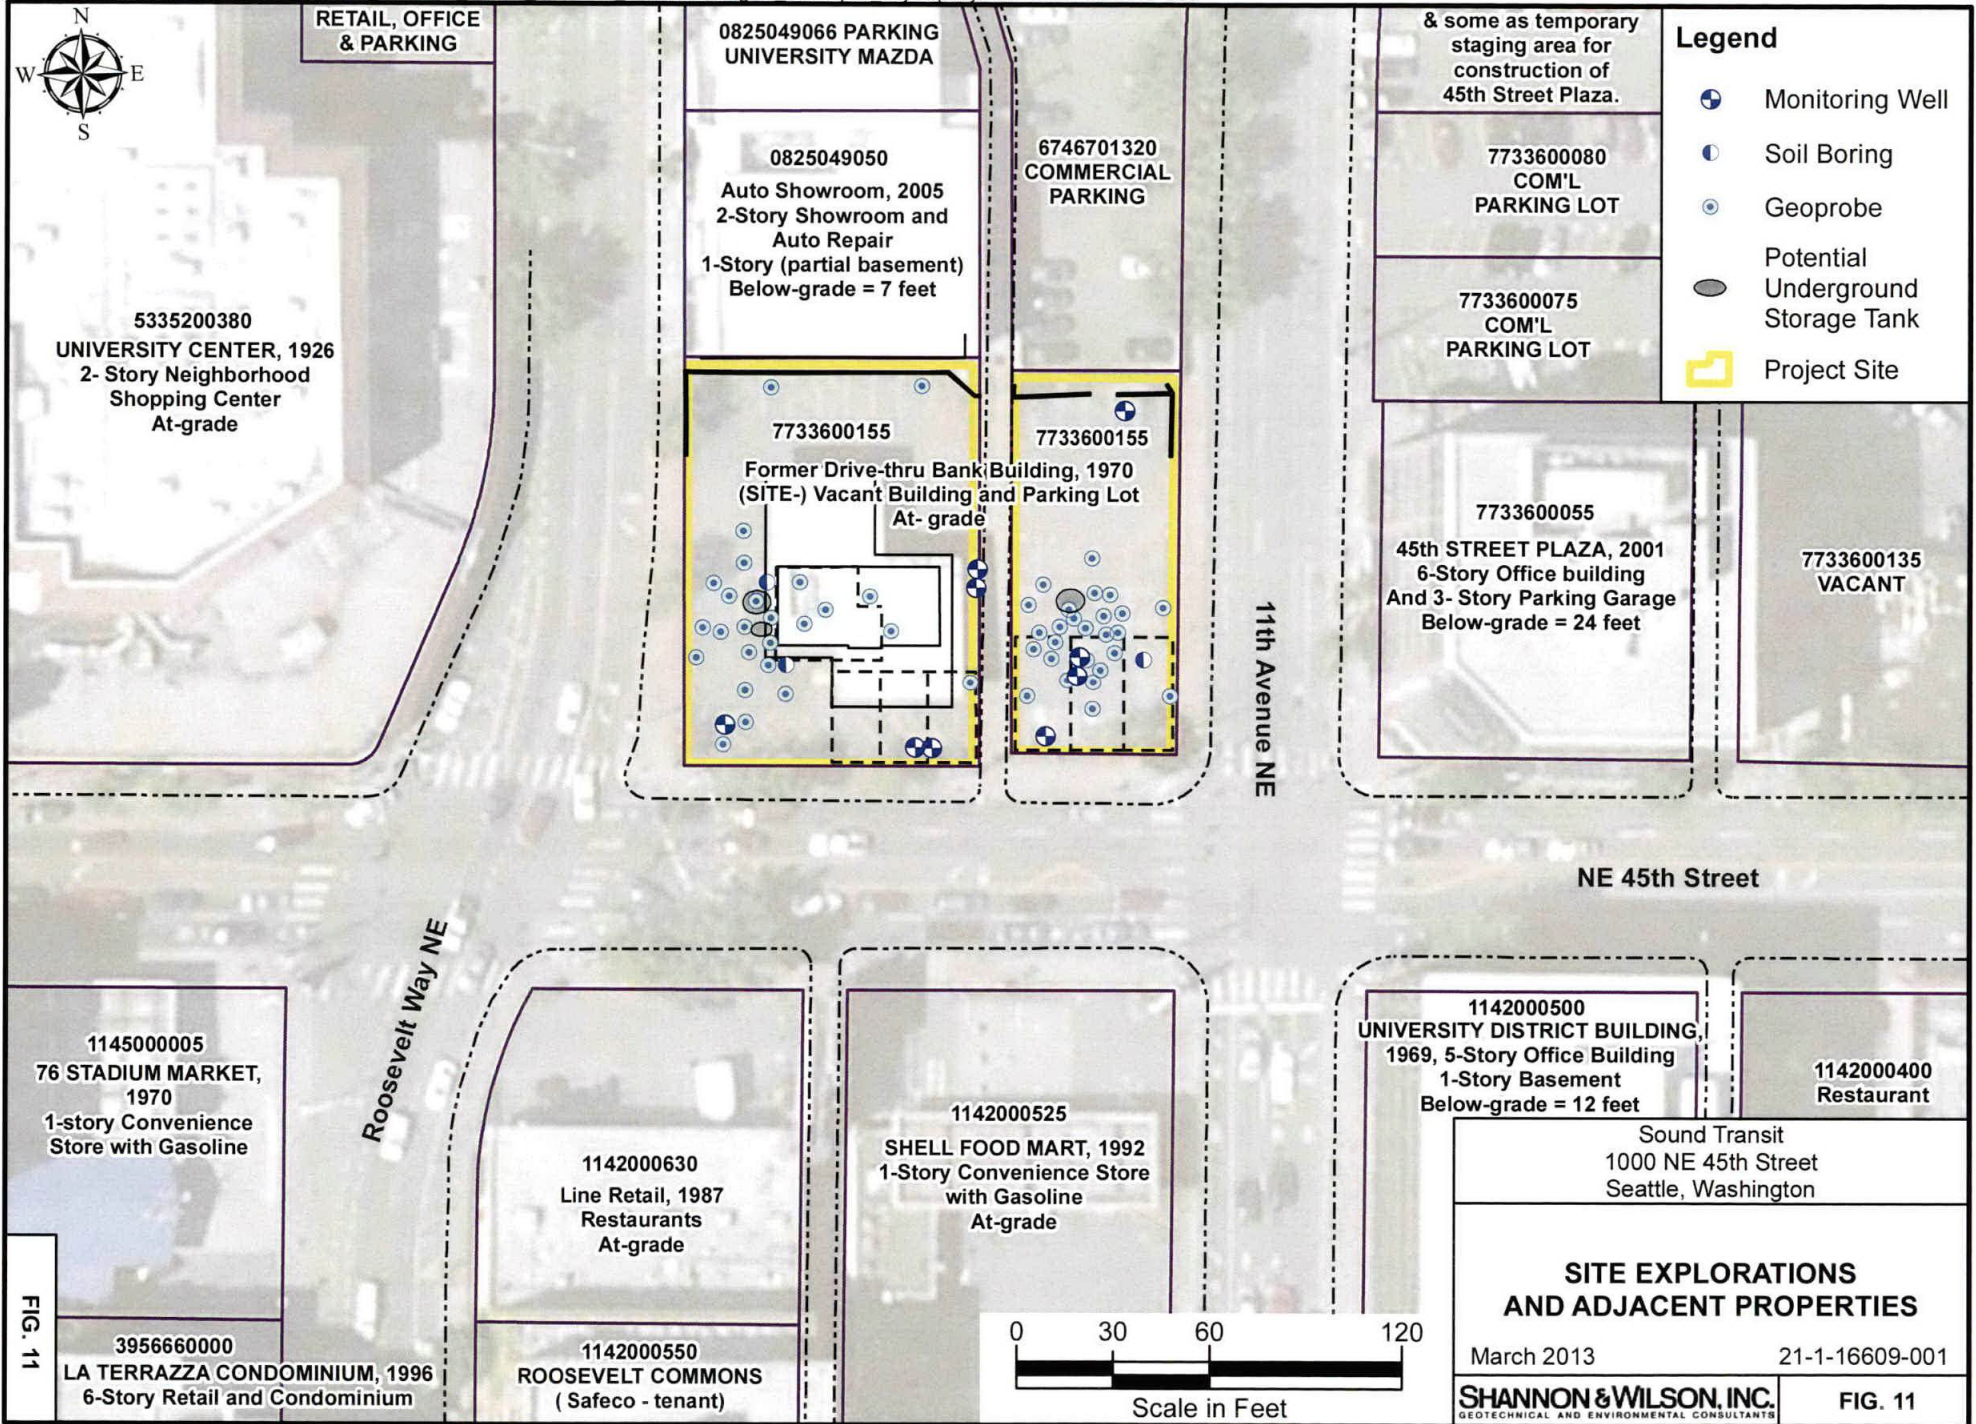 N
W
E
S
RETAIL, OFFICE
& PARKING
0825049066 PARKING
UNIVERSITY MAZDA
& some as temporary
staging area for
construction of
45th Street Plaza.
Legend
Monitoring Well
Soil Boring
Geoprobe
Potential
Underground
Storage Tank
Project Site
0825049050
Auto Showroom, 2005
2-Story Showroom and
Auto Repair
1-Story (partial basement)
Below-grade = 7 feet
6746701320
COMMERCIAL
PARKING
7733600080
COM'L
PARKING LOT
7733600075
COM'L
PARKING LOT
5335200380
UNIVERSITY CENTER, 1926
2- Story Neighborhood
Shopping Center
At-grade
7733600155
7733600155
Former Drive-thru Bank Building, 1970
(SITE-) Vacant Building and Parking Lot
At- grade
7733600055
45th STREET PLAZA, 2001
6-Story Office building
And 3- Story Parking Garage
Below-grade = 24 feet
7733600135
VACANT
11th Avenue NE
NE 45th Street
Roosevelt Way NE
1145000005
76 STADIUM MARKET,
1970
1-story Convenience
Store with Gasoline
1142000630
Line Retail, 1987
Restaurants
At-grade
1142000525
SHELL FOOD MART, 1992
1-Story Convenience Store
with Gasoline
At-grade
1142000500
UNIVERSITY DISTRICT BUILDING,
1969, 5-Story Office Building
1-Story Basement
Below-grade = 12 feet
1142000400
Restaurant
3956660000
LA TERRAZZA CONDOMINIUM, 1996
6-Story Retail and Condominium
1142000550
ROOSEVELT COMMONS
( Safeco - tenant)
0 30 60 120
Scale in Feet
Sound Transit
1000 NE 45th Street
Seattle, Washington
SITE EXPLORATIONS
AND ADJACENT PROPERTIES
March 2013 21-1-16609-001
SHANNON & WILSON, INC.
GEOTECHNICAL AND ENVIRONMENTAL CONSULTANTS
FIG. 11
FIG. 11